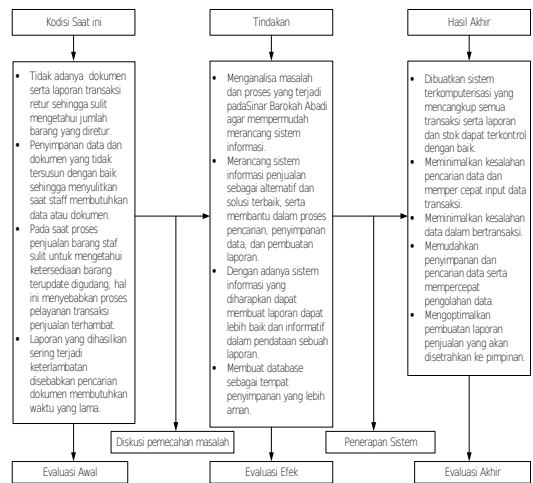 Kodisi Saat ini
Tidak adanya dokumen
serta laporan transaksi
retur sehingga sulit
mengetahui jumlah
barang yang diretur.
Penyimpanan data dan
dokumen yang tidak
tersusun dengan baik
sehingga menyulitkan
saat staff membutuhkan
data atau dokumen.
Pada saat proses
penjualan barang staf
sulit untuk mengetahui
ketersediaan barang
terupdate digudang, hal
ini menyebabkan proses
pelayanan transaksi
penjualan terhambat.
Laporan yang dihasilkan
sering terjadi
keterlambatan
disebabkan pencarian
dokumen membutuhkan
waktu yang lama.
Tindakan
Menganalisa masalah
dan proses yang terjadi
padaSinar Barokah Abadi
agar mempermudah
merancang sistem
informasi.
Merancang sistem
informasi penjualan
sebagai alternatif dan
solusi terbaik, serta
membantu dalam proses
pencarian, penyimpanan
data, dan pembuatan
laporan.
Dengan adanya sistem
informasi yang
diharapkan dapat
membuat laporan dapat
lebih baik dan informatif
dalam pendataan sebuah
laporan.
Membuat database
sebagai tempat
penyimpanan yang lebih
aman.
Hasil Akhir
Dibuatkan sistem
terkomputerisasi yang
mencangkup semua
transaksi serta laporan
dan stok dapat terkontrol
dengan baik.
Meminimalkan kesalahan
pencarian data dan
memper cepat input data
transaksi.
Meminimalkan kesalahan
data dalam bertransaksi.
Memudahkan
penyimpanan dan
pencarian data serta
mempercepat
pengolahan data.
Mengoptimalkan
pembuatan laporan
penjualan yang akan
disetrahkan ke pimpinan.
Diskusi pemecahan masalah
Penerapan Sistem
Evaluasi Awal
Evaluasi Efek
Evaluasi Akhir